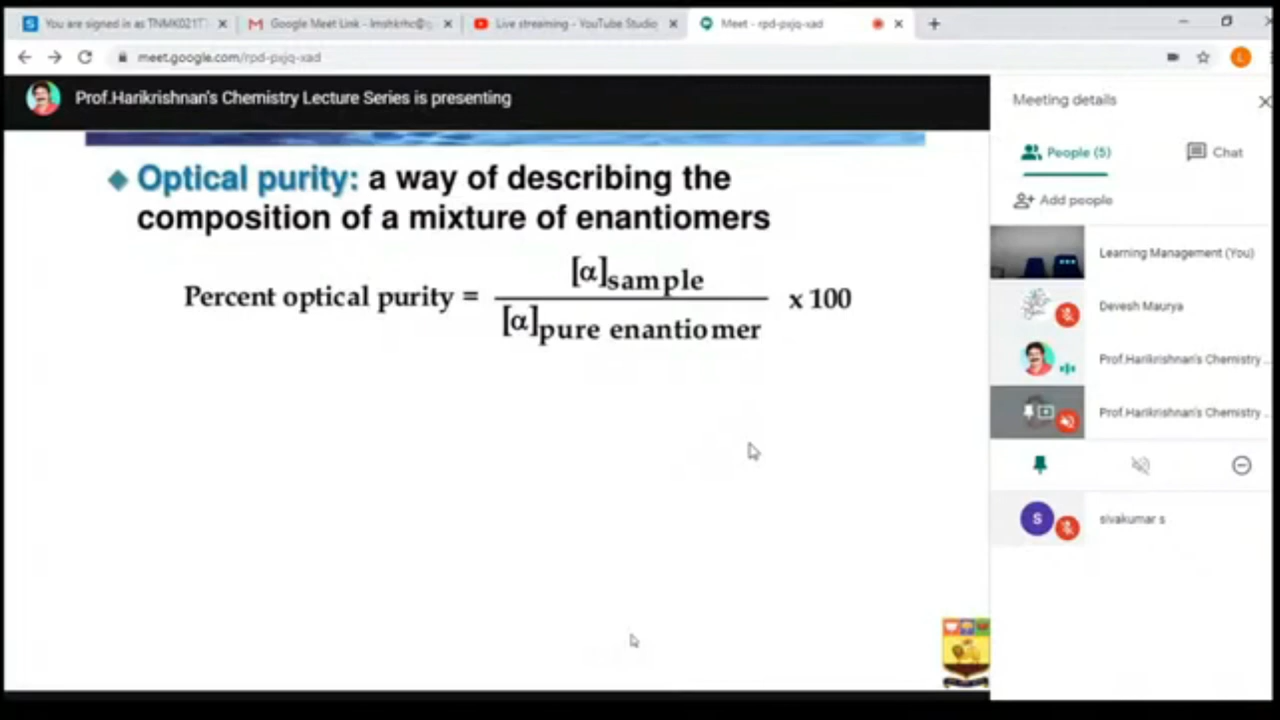 You are signed in as TNMK021T
Gmail Google Meet Link - lmshkrhc@
Live streaming - YouTube Studio
Meet - rpd-pxjq-xad
meet.google.com/rpd-pxjq-xad
L
Prof.Harikrishnan's Chemistry Lecture Series is presenting
Optical purity: a way of describing the
composition of a mixture of enantiomers
Percent optical purity = [α]sample / [α]pure enantiomer x 100
Meeting details
People (5)
Chat
Add people
Learning Management (You)
Devesh Maurya
Prof.Harikrishnan's Chemistry ...
Prof.Harikrishnan's Chemistry ...
S
sivakumar s